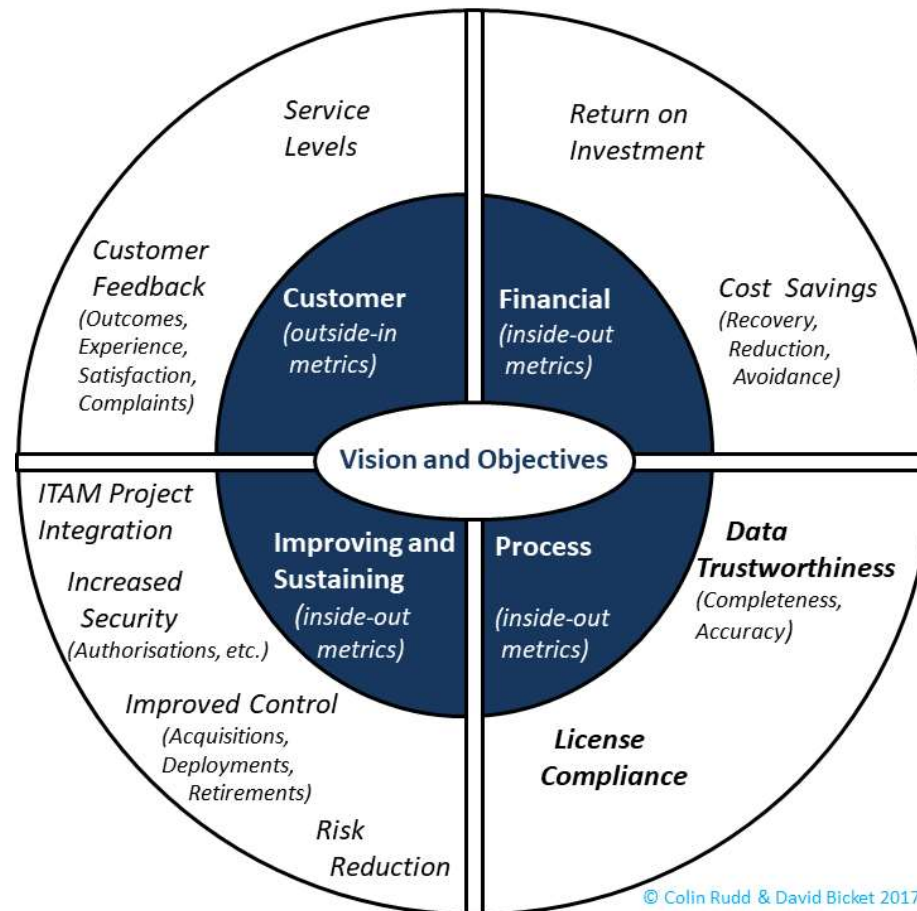 Service
Levels
Customer
Feedback
(Outcomes,
Experience,
Satisfaction,
Complaints)
Customer
(outside-in
metrics)
Return on
Investment
Financial
(inside-out
metrics)
Cost Savings
(Recovery,
Reduction,
Avoidance)
Vision and Objectives
ITAM Project
Integration
Increased
Security
(Authorisations, etc.)
Improved Control
(Acquisitions,
Deployments,
Retirements)
Risk
Reduction
Improving and
Sustaining
(inside-out
metrics)
Process
(inside-out
metrics)
Data
Trustworthiness
(Completeness,
Accuracy)
License
Compliance
© Colin Rudd & David Bicket 2017